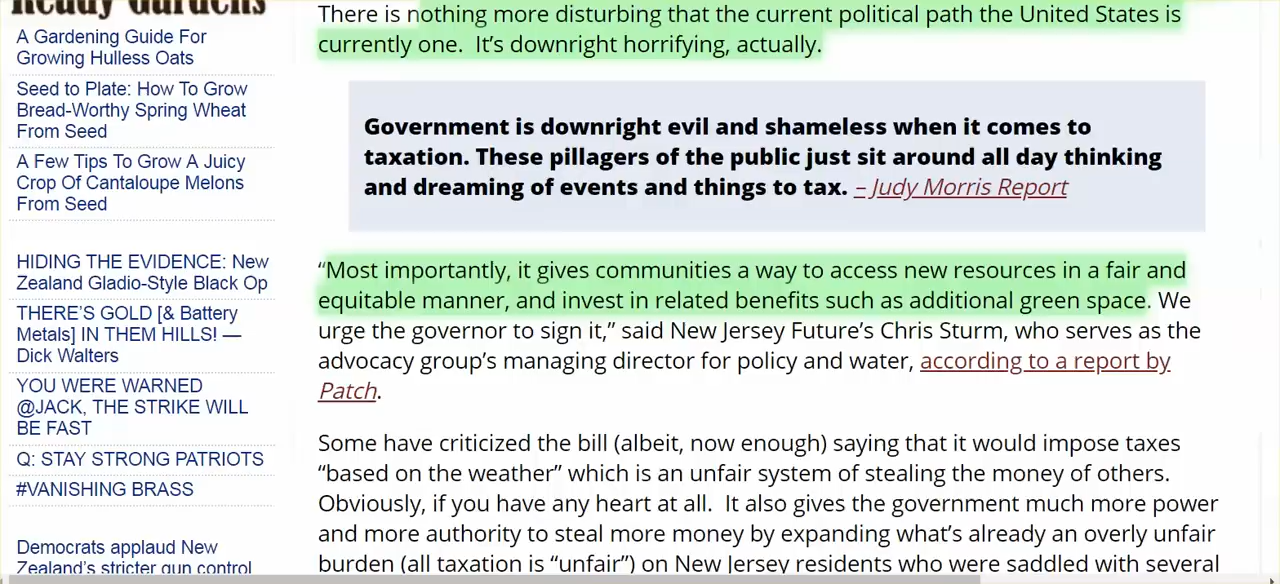 Ready Gardens
A Gardening Guide For
Growing Hulless Oats
Seed to Plate: How To Grow
Bread-Worthy Spring Wheat
From Seed
A Few Tips To Grow A Juicy
Crop Of Cantaloupe Melons
From Seed
HIDING THE EVIDENCE: New
Zealand Gladio-Style Black Op
THERE’S GOLD [& Battery
Metals] IN THEM HILLS! —
Dick Walters
YOU WERE WARNED
@JACK, THE STRIKE WILL
BE FAST
Q: STAY STRONG PATRIOTS
#VANISHING BRASS
Democrats applaud New
Zealand’s stricter gun control
There is nothing more disturbing that the current political path the United States is
currently one.  It’s downright horrifying, actually.
Government is downright evil and shameless when it comes to
taxation. These pillagers of the public just sit around all day thinking
and dreaming of events and things to tax. – Judy Morris Report
“Most importantly, it gives communities a way to access new resources in a fair and
equitable manner, and invest in related benefits such as additional green space. We
urge the governor to sign it,” said New Jersey Future’s Chris Sturm, who serves as the
advocacy group’s managing director for policy and water, according to a report by
Patch.
Some have criticized the bill (albeit, now enough) saying that it would impose taxes
“based on the weather” which is an unfair system of stealing the money of others.
Obviously, if you have any heart at all.  It also gives the government much more power
and more authority to steal more money by expanding what’s already an overly unfair
burden (all taxation is “unfair”) on New Jersey residents who were saddled with several